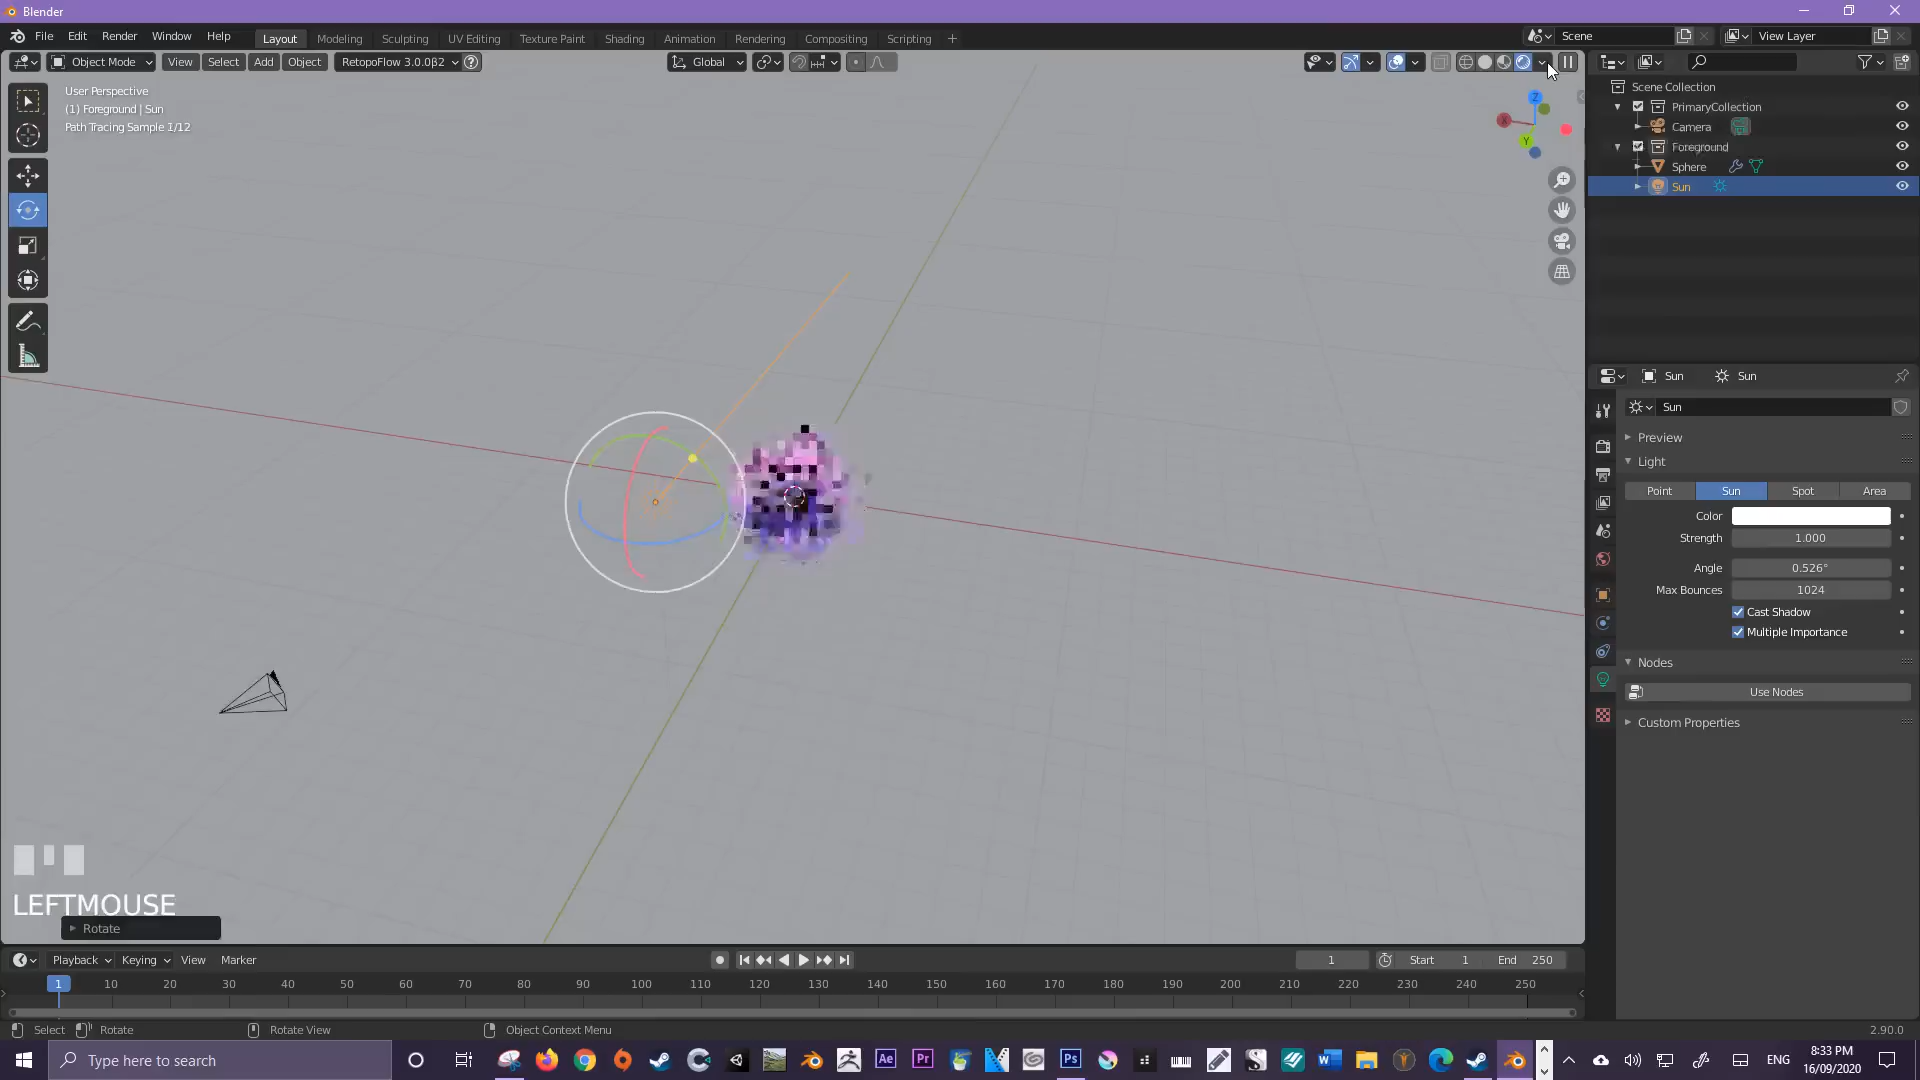 Blender
File Edit Render Window Help
Layout Modeling Sculpting UV Editing Texture Paint Shading Animation Rendering Compositing Scripting +
Scene View Layer
Object Mode View Select Add Object RetopoFlow 3.0.0β2 Global
User Perspective
(1) Foreground | Sun
Path Tracing Sample 1/12
Z
X
Y
Scene Collection
PrimaryCollection
Camera
Foreground
Sphere
Sun
Sun Sun
Sun
Preview
Light
Point Sun Spot Area
Color
Strength 1.000
Angle 0.526°
Max Bounces 1024
Cast Shadow
Multiple Importance
Nodes
Use Nodes
Custom Properties
LEFTMOUSE
Rotate
Playback Keying View Marker
1 Start 1 End 250
1 10 20 30 40 50 60 70 80 90 100 110 120 130 140 150 160 170 180 190 200 210 220 230 240 250
Select Rotate Rotate View Object Context Menu 2.90.0
Type here to search
Ae Pr Ps
ENG
8:33 PM
16/09/2020